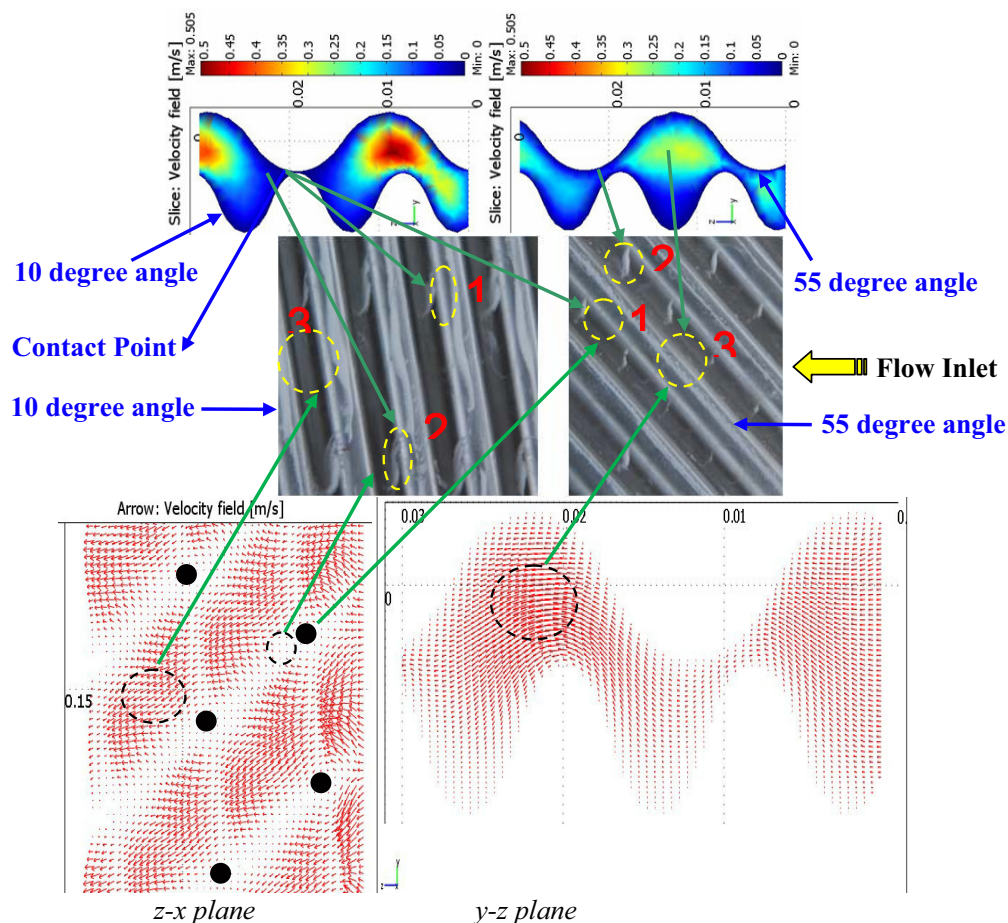 Max: 0.505
0.5
0.45
0.4
0.35
0.3
0.25
0.2
0.15
0.1
0.05
0
Min: 0
Slice: Velocity field [m/s]
0.02
0.01
0
0
y
z
x
Max: 0.505
0.5
0.45
0.4
0.35
0.3
0.25
0.2
0.15
0.1
0.05
0
Min: 0
Slice: Velocity field [m/s]
0.02
0.01
0
0
y
z
x
10 degree angle
55 degree angle
Contact Point
10 degree angle
1
2
3
2
1
3
Flow Inlet
55 degree angle
Arrow: Velocity field [m/s]
0.15
0.03
0.02
0.01
0.
0
y
z
z-x plane
y-z plane